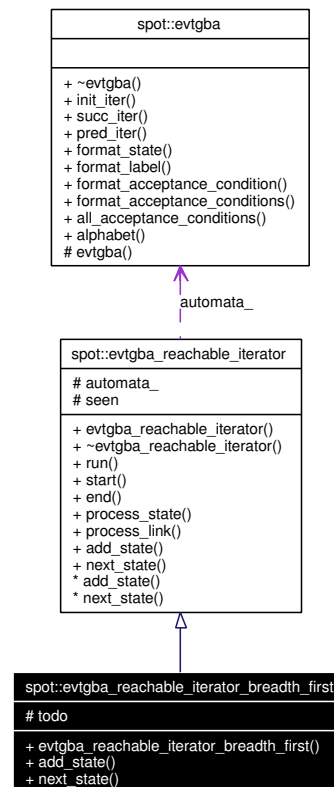 spot::evtgba
+ ~evtgba()
+ init_iter()
+ succ_iter()
+ pred_iter()
+ format_state()
+ format_label()
+ format_acceptance_condition()
+ format_acceptance_conditions()
+ all_acceptance_conditions()
+ alphabet()
# evtgba()
automata_
spot::evtgba_reachable_iterator
# automata_
# seen
+ evtgba_reachable_iterator()
+ ~evtgba_reachable_iterator()
+ run()
+ start()
+ end()
+ process_state()
+ process_link()
+ add_state()
+ next_state()
* add_state()
* next_state()
spot::evtgba_reachable_iterator_breadth_first
# todo
+ evtgba_reachable_iterator_breadth_first()
+ add_state()
+ next_state()